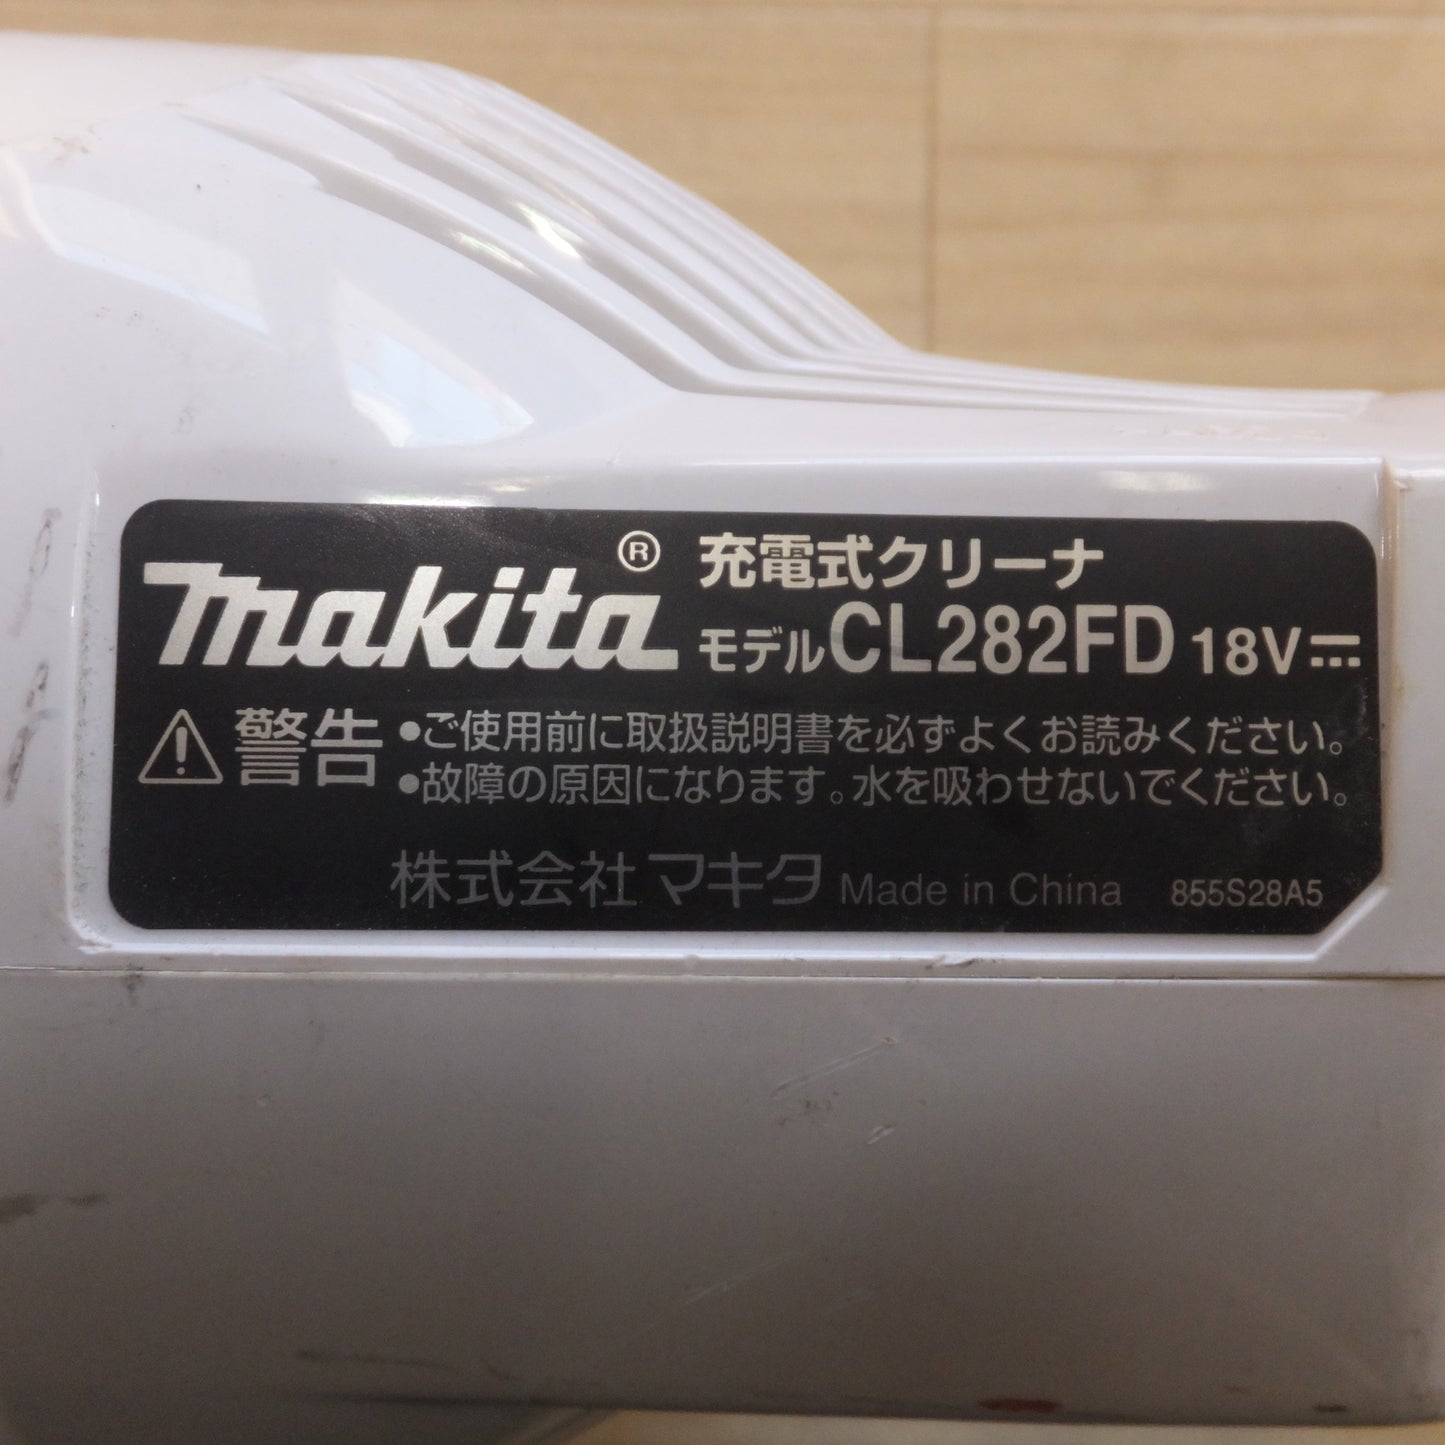 makita®
充電式クリーナ
モデルCL282FD 18V
警告
•ご使用前に取扱説明書を必ずよくお読みください。
•故障の原因になります。水を吸わせないでください。
株式会社マキタ Made in China 855S28A5